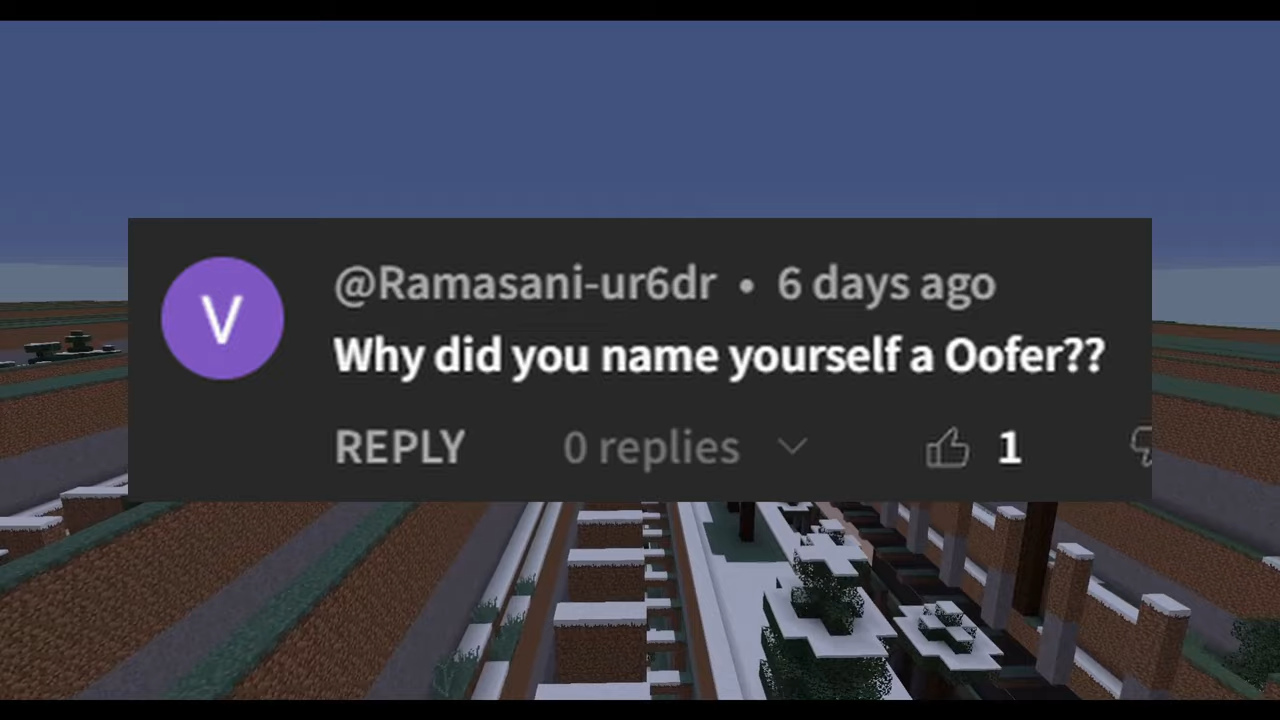 V
@Ramasani-ur6dr • 6 days ago
Why did you name yourself a Oofer??
REPLY 0 replies 1